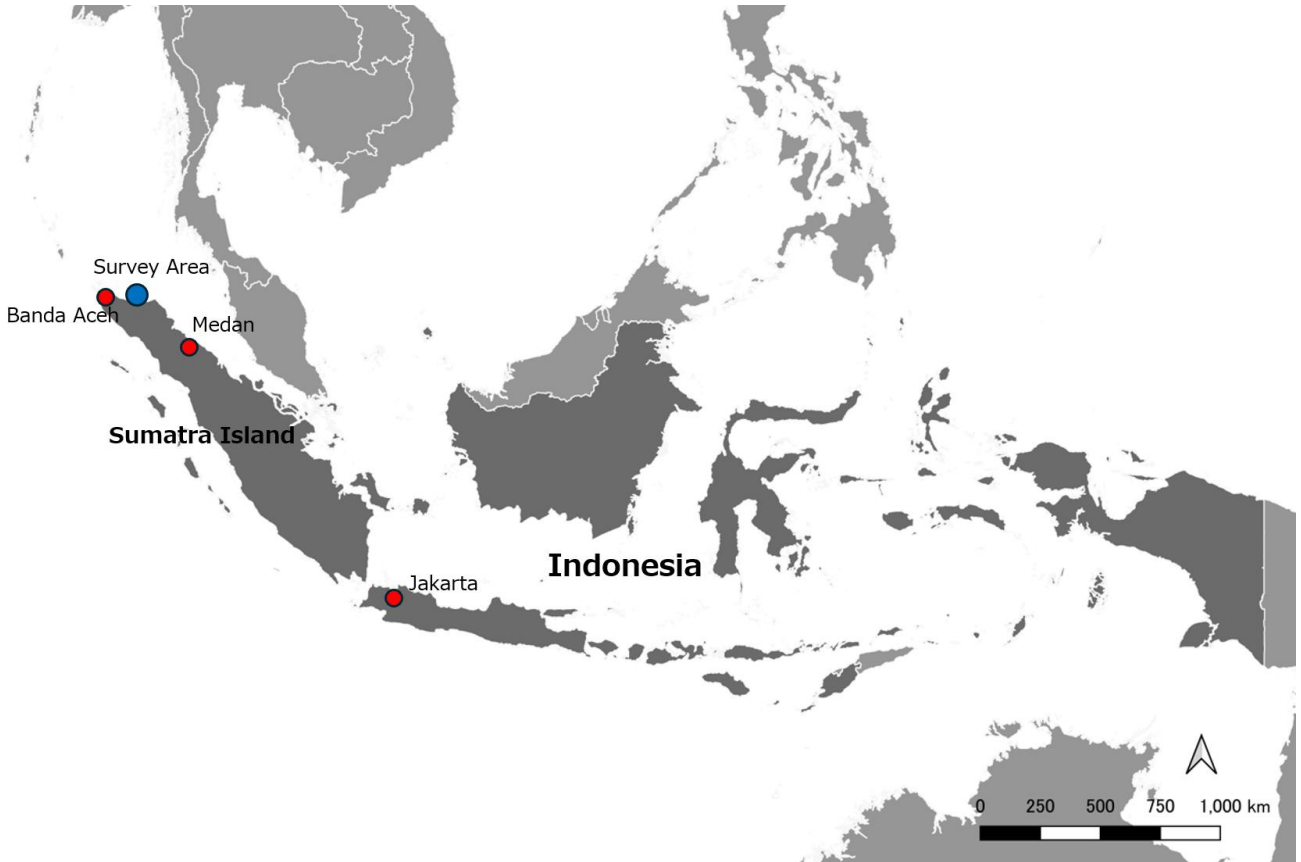 Survey Area
Banda Aceh
Medan
Sumatra Island
Indonesia
Jakarta
0 250 500 750 1,000 km